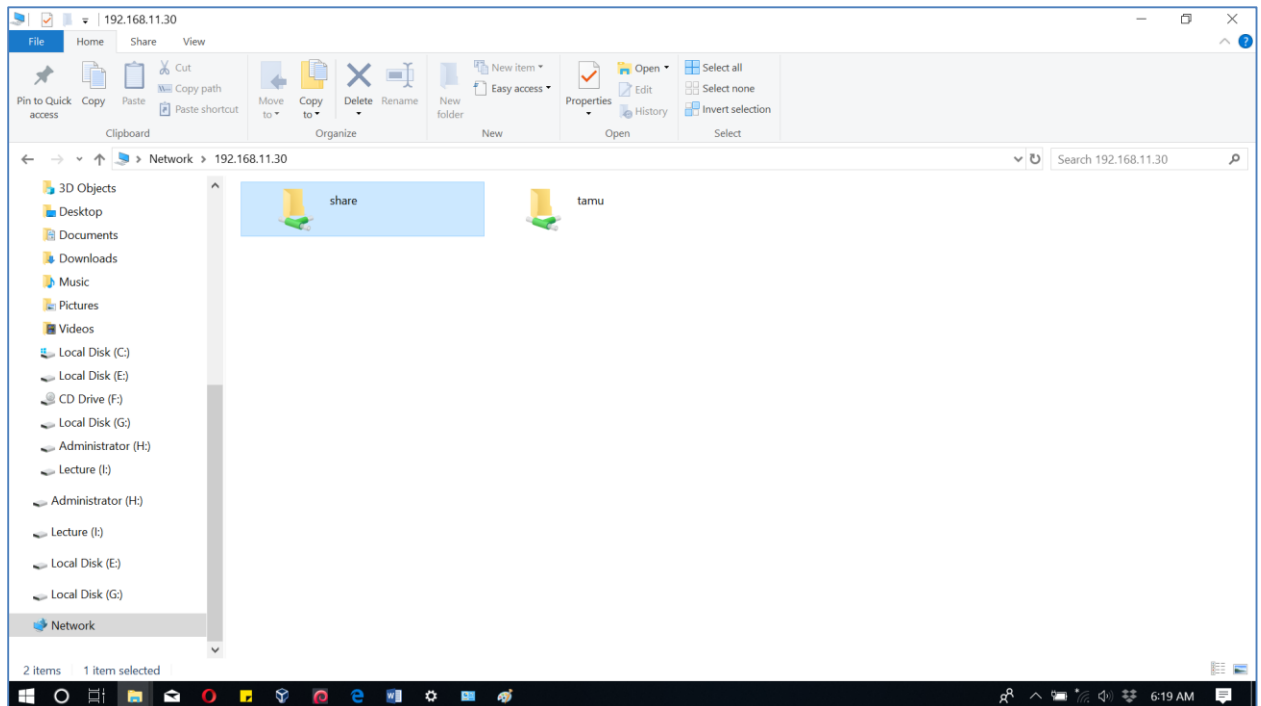 192.168.11.30
File Home Share View
Pin to Quick access
Copy
Paste
Cut
Copy path
Paste shortcut
Clipboard
Move to
Copy to
Delete
Rename
Organize
New folder
New item
Easy access
New
Properties
Open
Edit
History
Open
Select all
Select none
Invert selection
Select
Network > 192.168.11.30
Search 192.168.11.30
3D Objects
Desktop
Documents
Downloads
Music
Pictures
Videos
Local Disk (C:)
Local Disk (E:)
CD Drive (F:)
Local Disk (G:)
Administrator (H:)
Lecture (I:)
Administrator (H:)
Lecture (I:)
Local Disk (E:)
Local Disk (G:)
Network
share
tamu
2 items 1 item selected
6:19 AM